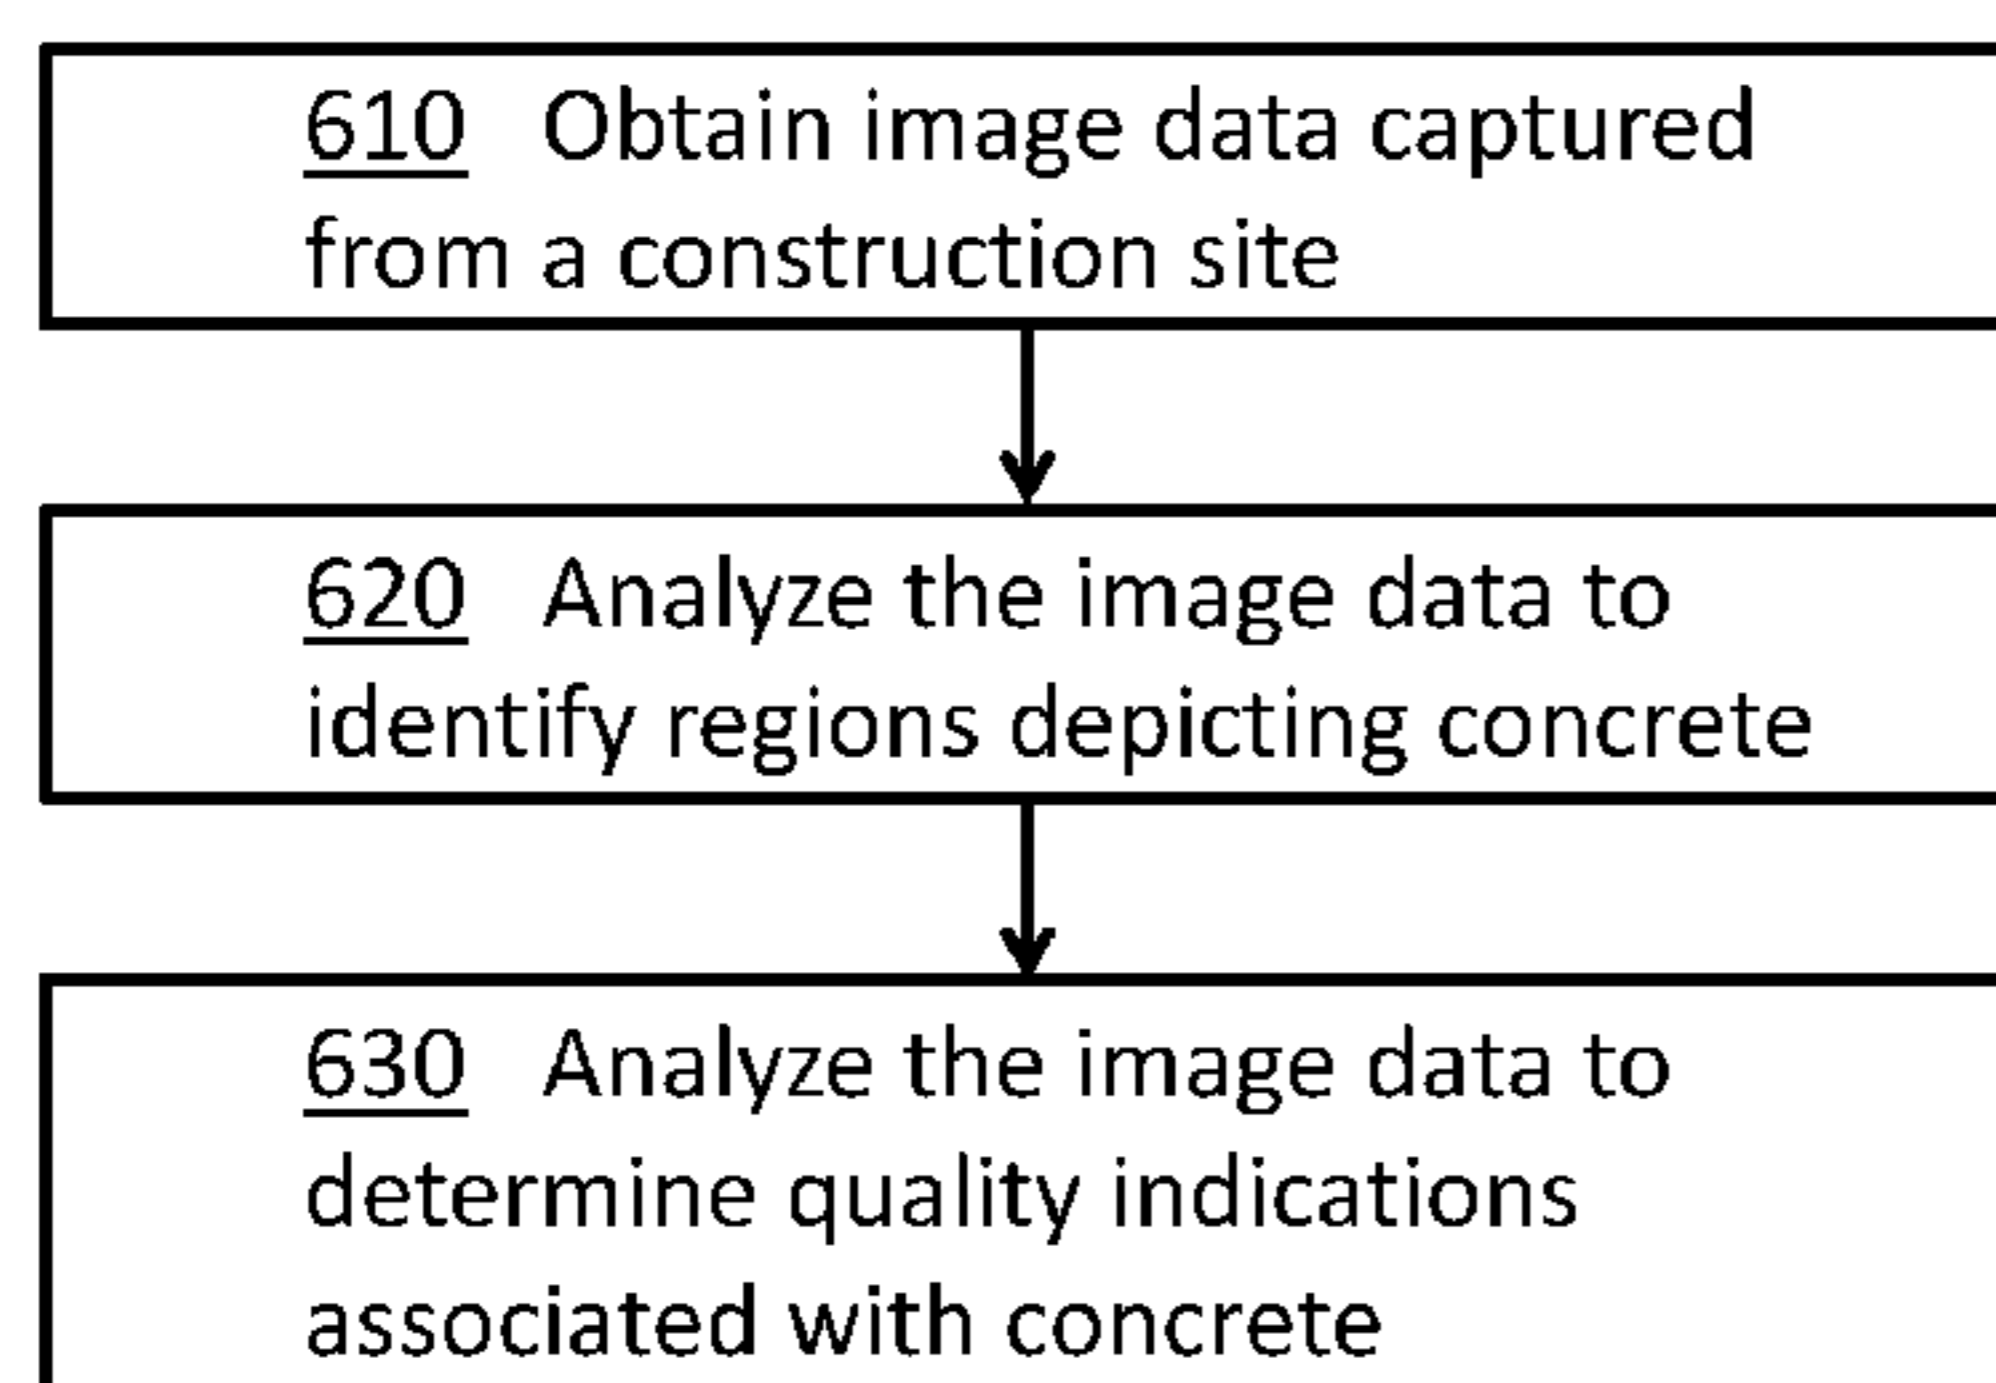 610 Obtain image data captured
from a construction site
620 Analyze the image data to
identify regions depicting concrete
630 Analyze the image data to
determine quality indications
associated with concrete